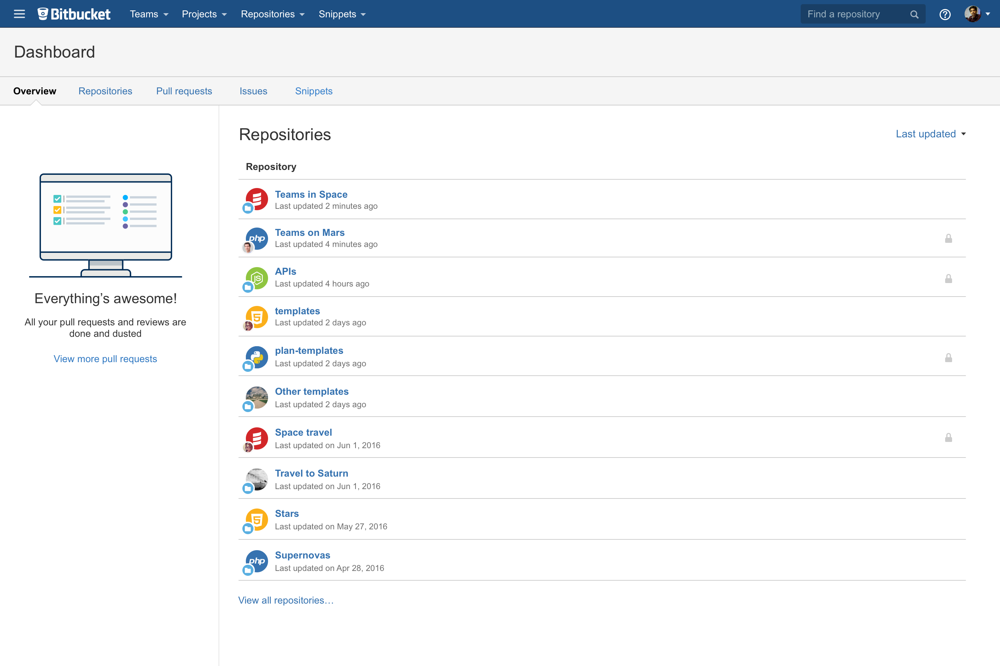 Bitbucket Teams Projects Repositories Snippets Find a repository ?
Dashboard
Overview Repositories Pull requests Issues Snippets
Everything’s awesome!
All your pull requests and reviews are
done and dusted
View more pull requests
Repositories Last updated
Repository
Teams in Space
Last updated 2 minutes ago
php
Teams on Mars
Last updated 4 minutes ago
JS
APIs
Last updated 4 hours ago
5
templates
Last updated 2 days ago
plan-templates
Last updated 2 days ago
Other templates
Last updated 2 days ago
Space travel
Last updated on Jun 1, 2016
Travel to Saturn
Last updated on Jun 1, 2016
5
Stars
Last updated on May 27, 2016
php
Supernovas
Last updated on Apr 28, 2016
View all repositories…